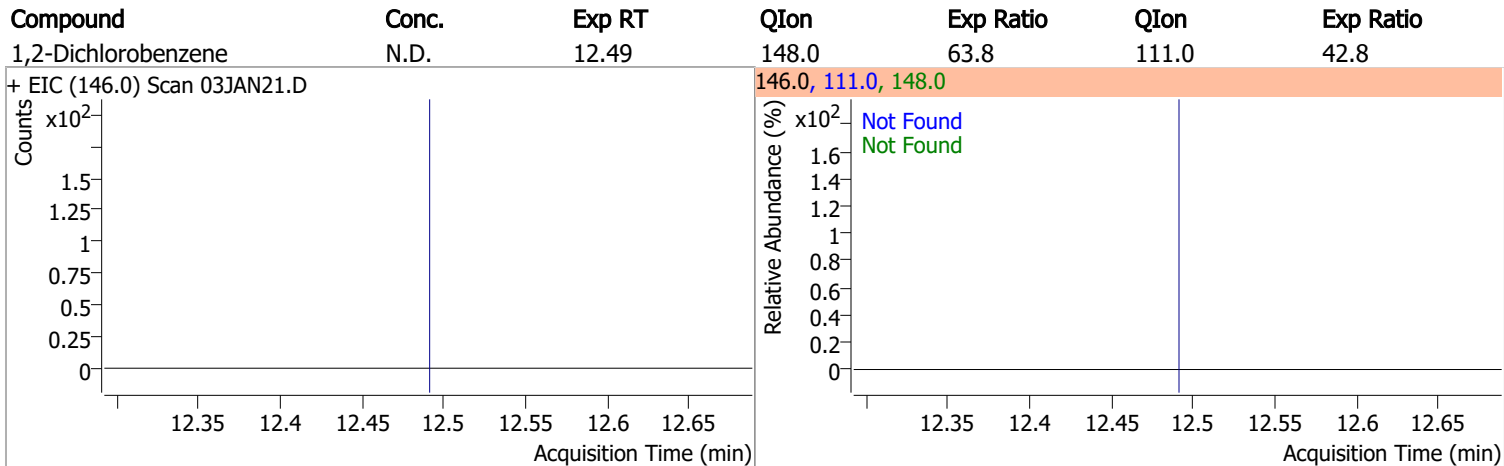 Compound Conc. Exp RT QIon Exp Ratio QIon Exp Ratio
1,2-Dichlorobenzene N.D. 12.49 148.0 63.8 111.0 42.8
+ EIC (146.0) Scan 03JAN21.D
Counts
x10²
1.5
1.25
1
0.75
0.5
0.25
0
12.35 12.4 12.45 12.5 12.55 12.6 12.65
Acquisition Time (min)
146.0, 111.0, 148.0
Relative Abundance (%)
x10²
Not Found
Not Found
1.6
1.4
1.2
1
0.8
0.6
0.4
0.2
0
12.35 12.4 12.45 12.5 12.55 12.6 12.65
Acquisition Time (min)